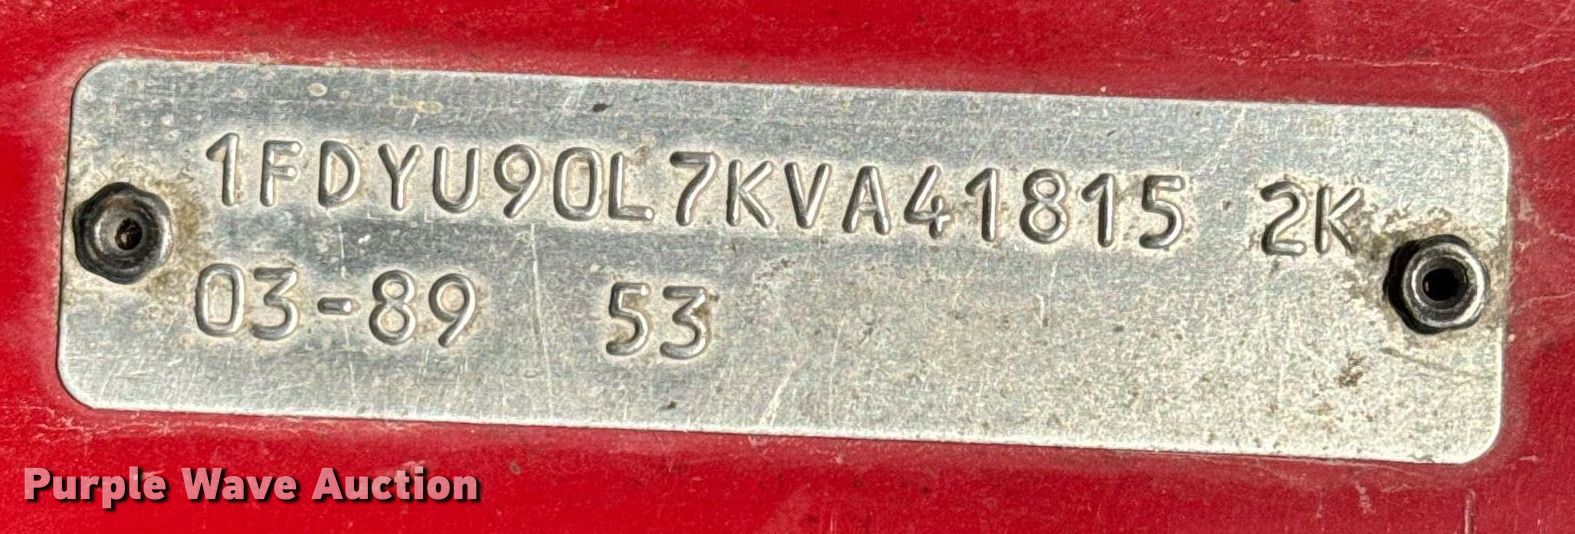 1FDYU90L7KVA41815 2K
03-89 53
Purple Wave Auction